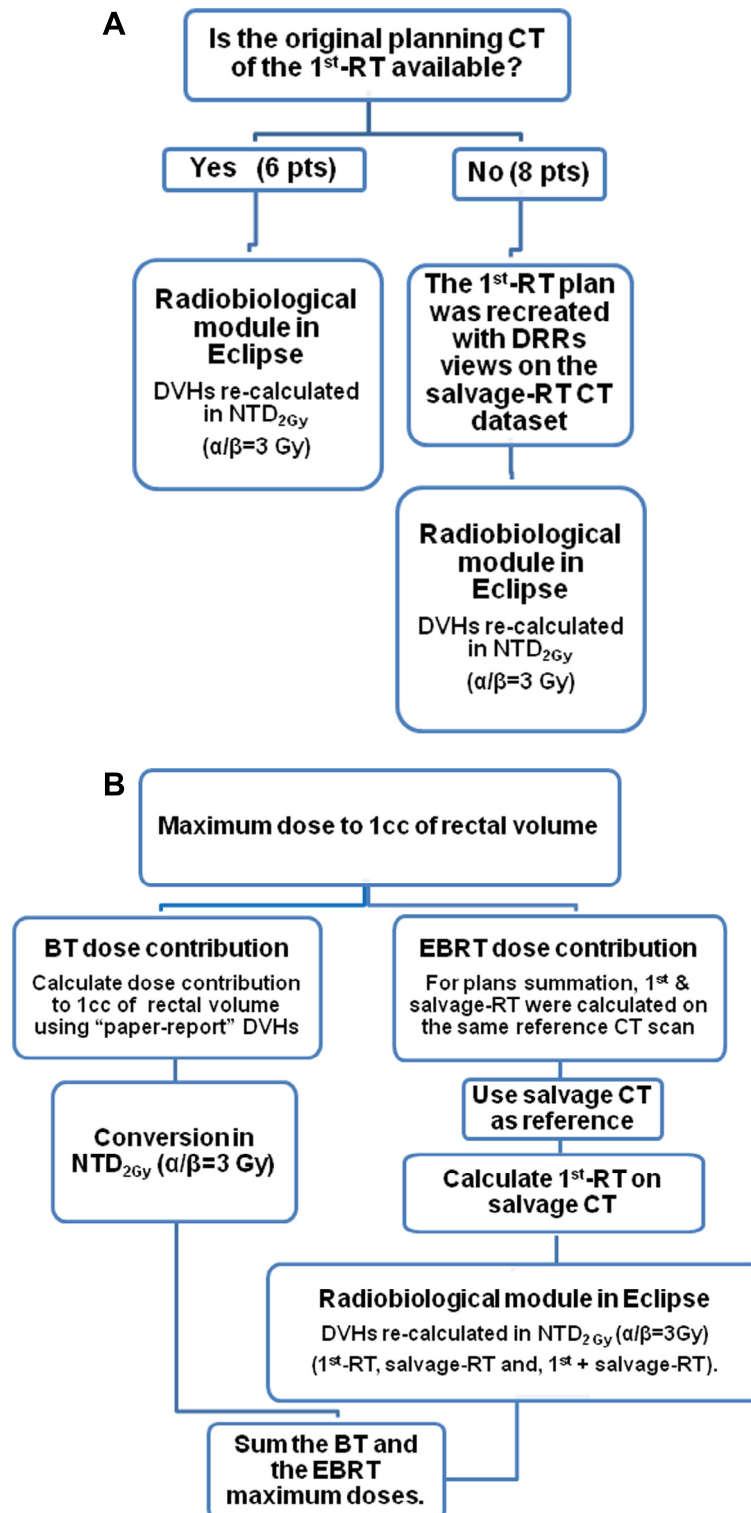 A
Is the original planning CT
of the 1st-RT available?
Yes (6 pts)
No (8 pts)
Radiobiological
module in
Eclipse
DVHs re-calculated
in NTD2Gy
(α/β=3 Gy)
The 1st-RT plan
was recreated
with DRRs
views on the
salvage-RT CT
dataset
Radiobiological
module in
Eclipse
DVHs re-calculated
in NTD2Gy
(α/β=3 Gy)
B
Maximum dose to 1cc of rectal volume
BT dose contribution
Calculate dose contribution
to 1cc of rectal volume
using “paper-report” DVHs
Conversion in
NTD2Gy (α/β=3 Gy)
EBRT dose contribution
For plans summation, 1st &
salvage-RT were calculated on
the same reference CT scan
Use salvage CT
as reference
Calculate 1st-RT on
salvage CT
Radiobiological module in Eclipse
DVHs re-calculated in NTD2Gy (α/β=3Gy)
(1st-RT, salvage-RT and, 1st + salvage-RT).
Sum the BT and
the EBRT
maximum doses.